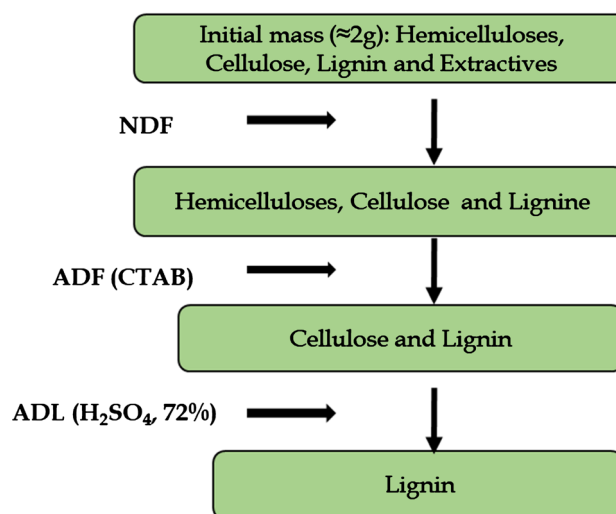 Initial mass (≈2g): Hemicelluloses,
Cellulose, Lignin and Extractives
NDF
Hemicelluloses, Cellulose and Lignine
ADF (CTAB)
Cellulose and Lignin
ADL (H₂SO₄, 72%)
Lignin